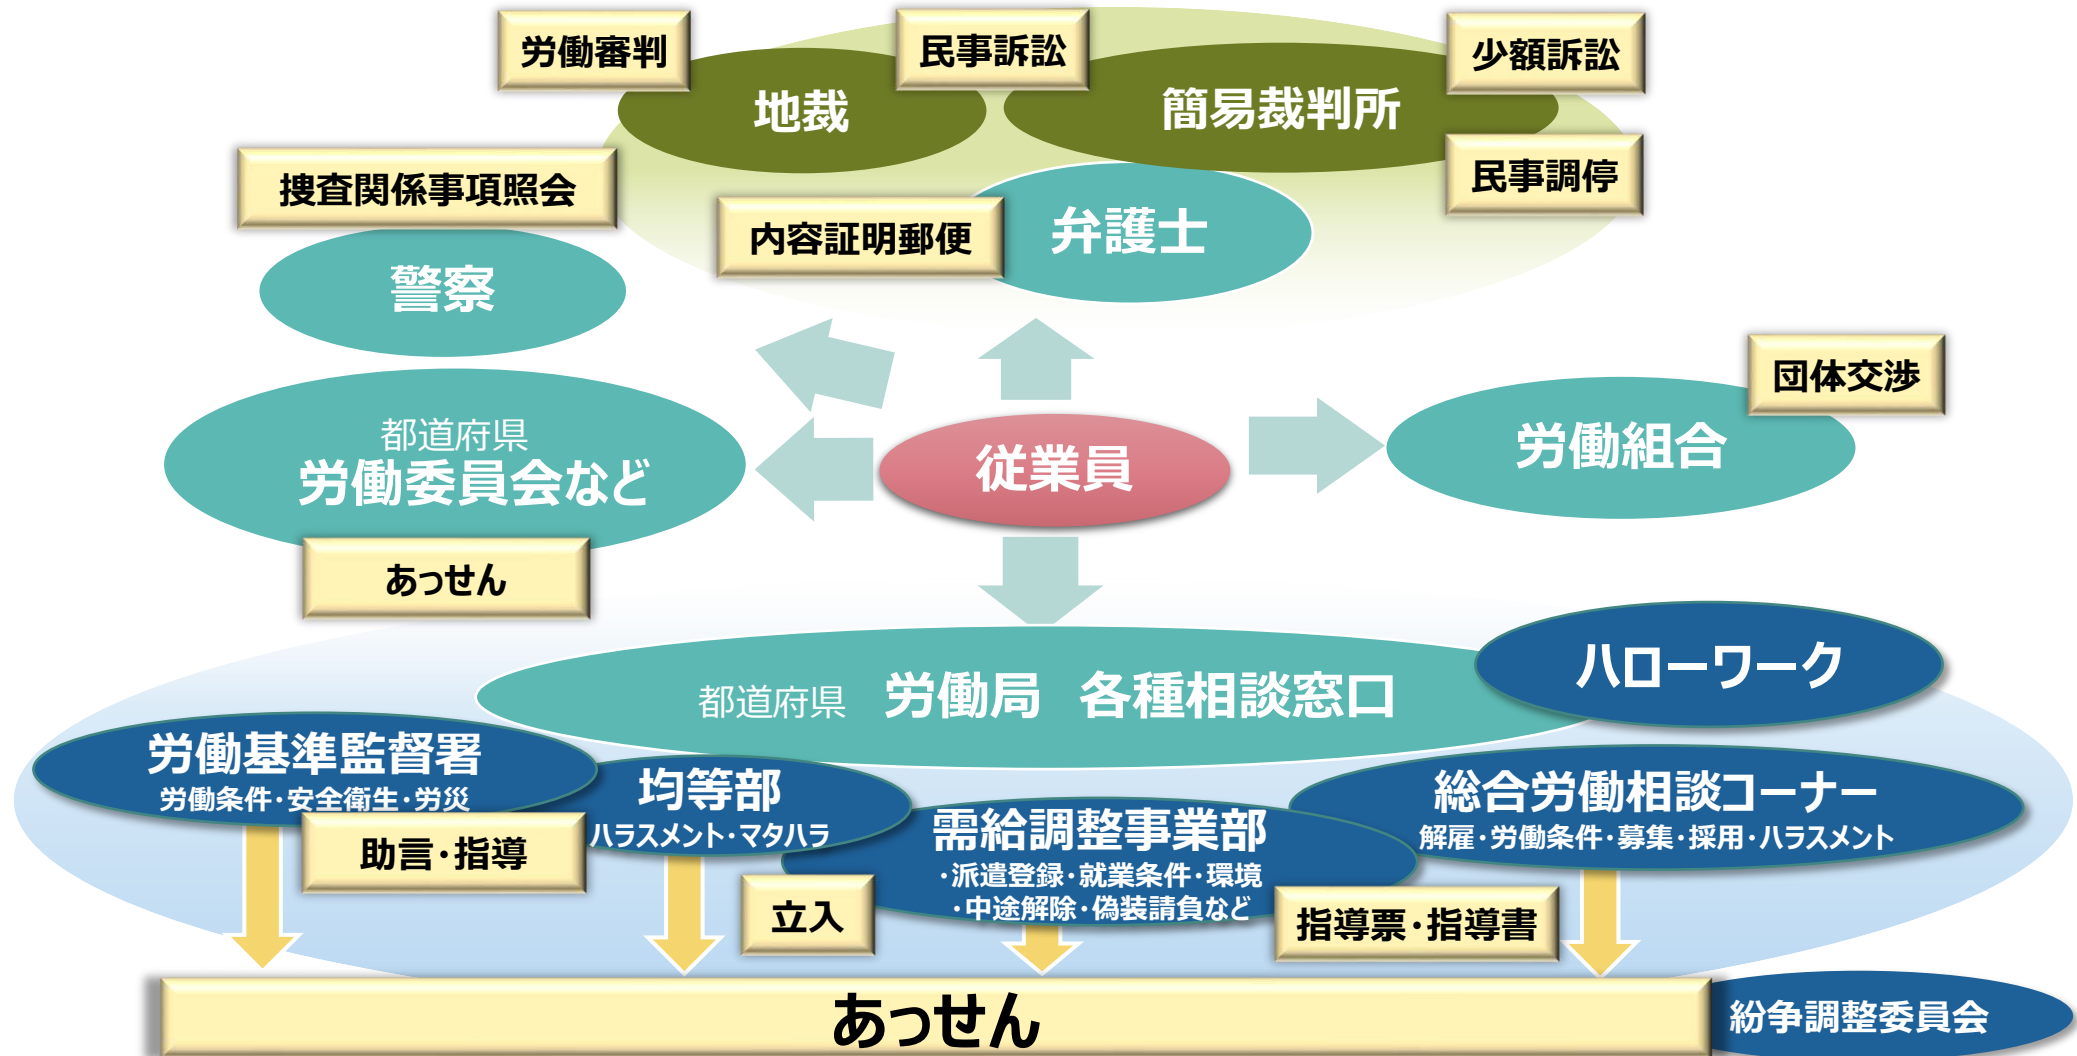 労働審判
民事訴訟
少額訴訟
地裁
簡易裁判所
民事調停
捜査関係事項照会
内容証明郵便
弁護士
警察
団体交渉
都道府県
労働委員会など
従業員
労働組合
あっせん
ハローワーク
都道府県 労働局 各種相談窓口
労働基準監督署
労働条件・安全衛生・労災
均等部
ハラスメント・マタハラ
需給調整事業部
・派遣登録・就業条件・環境
・中途解除・偽装請負など
総合労働相談コーナー
解雇・労働条件・募集・採用・ハラスメント
助言・指導
立入
指導票・指導書
あっせん
紛争調整委員会